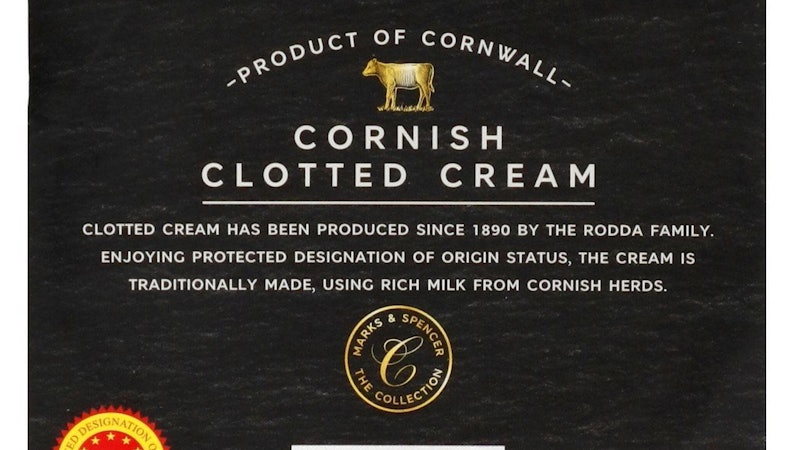 -PRODUCT OF CORNWALL-
CORNISH
CLOTTED CREAM
CLOTTED CREAM HAS BEEN PRODUCED SINCE 1890 BY THE RODDA FAMILY.
ENJOYING PROTECTED DESIGNATION OF ORIGIN STATUS, THE CREAM IS
TRADITIONALLY MADE, USING RICH MILK FROM CORNISH HERDS.
MARKS & SPENCER
C
THE COLLECTION
DESIGNATION